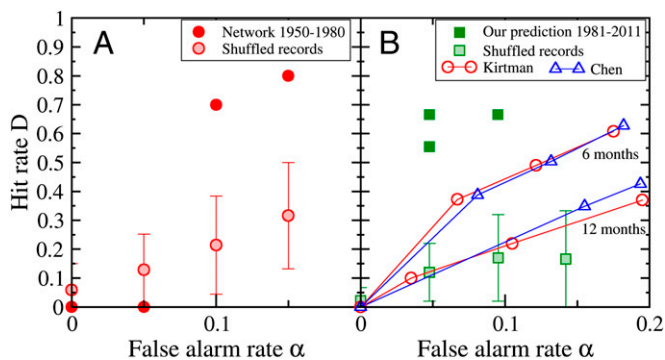 A
Network 1950-1980
Shuffled records
B
Our prediction 1981-2011
Shuffled records
Kirtman
Chen
1
0.9
0.8
0.7
0.6
0.5
0.4
0.3
0.2
0.1
0
Hit rate D
6 months
12 months
0
0.1
0
0.1
0.2
False alarm rate α
False alarm rate α